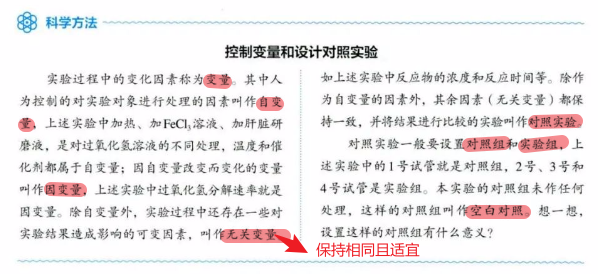 科学方法
控制变量和设计对照实验
实验过程中的变化因素称为变量。其中人
为控制的对实验对象进行处理的因素叫作自变
量,上述实验中加热、加FeCl₃溶液、加肝脏研
磨液,是对过氧化氢溶液的不同处理,温度和催
化剂都属于自变量;因自变量改变而变化的变量
叫作因变量,上述实验中过氧化氢分解速率就是
因变量。除自变量外,实验过程中还存在一些对
实验结果造成影响的可变因素,叫作无关变量,
如上述实验中反应物的浓度和反应时间等。除作
为自变量的因素外,其余因素(无关变量)都保
持一致,并将结果进行比较的实验叫作对照实验。
对照实验一般要设置对照组和实验组,上
述实验中的1号试管就是对照组,2号、3号和
4号试管是实验组。本实验的对照组未作任何
处理,这样的对照组叫作空白对照。想一想,
设置这样的对照组有什么意义?
保持相同且适宜